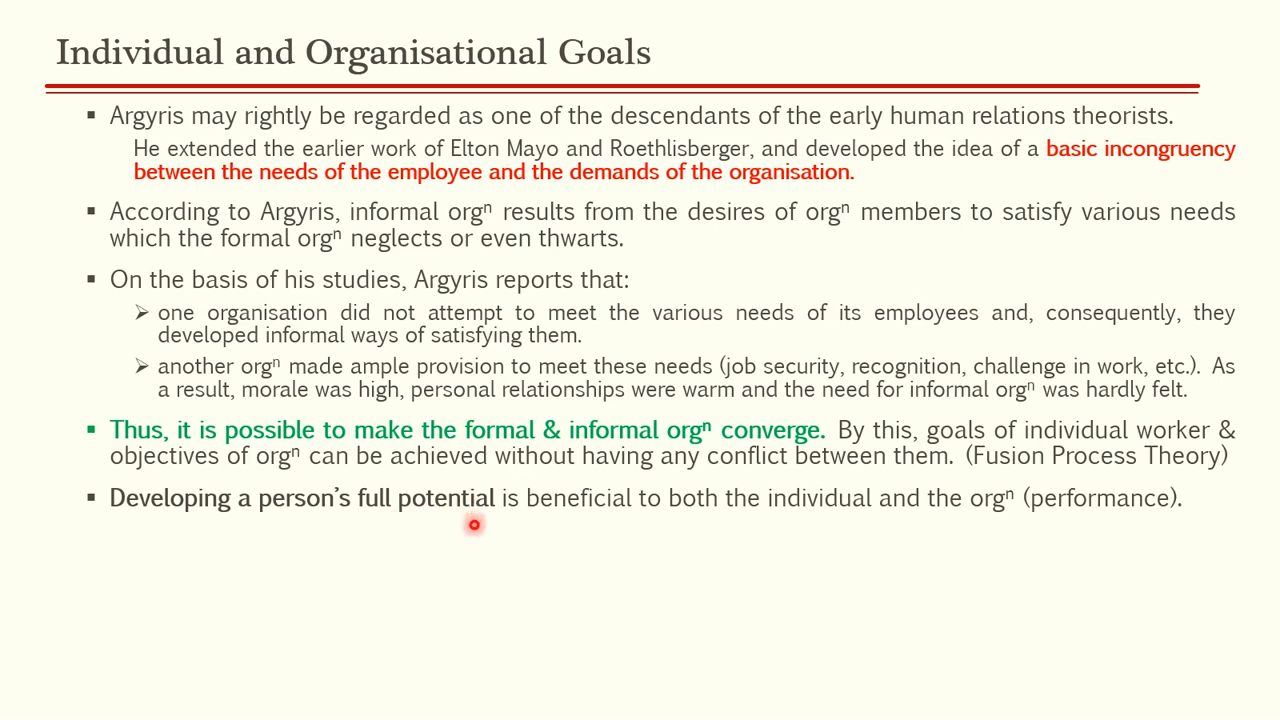 Individual and Organisational Goals
▪ Argyris may rightly be regarded as one of the descendants of the early human relations theorists.
He extended the earlier work of Elton Mayo and Roethlisberger, and developed the idea of a basic incongruency
between the needs of the employee and the demands of the organisation.
▪ According to Argyris, informal orgⁿ results from the desires of orgⁿ members to satisfy various needs
which the formal orgⁿ neglects or even thwarts.
▪ On the basis of his studies, Argyris reports that:
➢ one organisation did not attempt to meet the various needs of its employees and, consequently, they
developed informal ways of satisfying them.
➢ another orgⁿ made ample provision to meet these needs (job security, recognition, challenge in work, etc.). As
a result, morale was high, personal relationships were warm and the need for informal orgⁿ was hardly felt.
▪ Thus, it is possible to make the formal & informal orgⁿ converge. By this, goals of individual worker &
objectives of orgⁿ can be achieved without having any conflict between them. (Fusion Process Theory)
▪ Developing a person's full potential is beneficial to both the individual and the orgⁿ (performance).